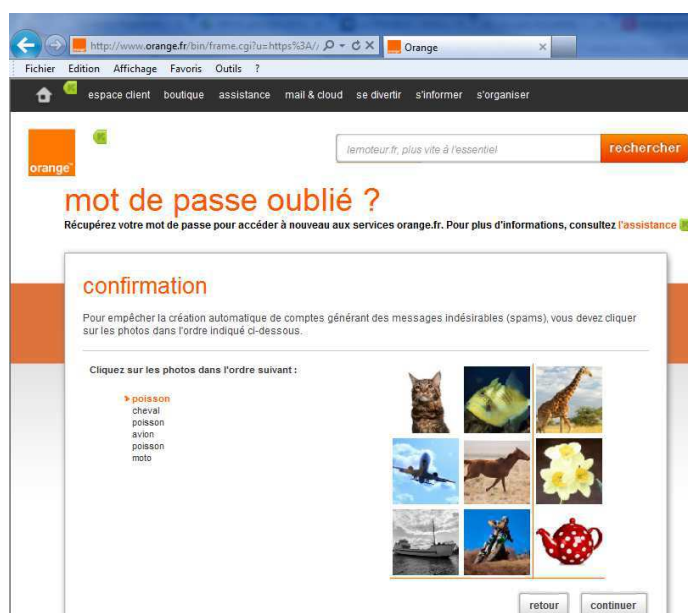 http://www.orange.fr/bin/frame.cgi?u=https%3A//
Orange
Fichier Edition Affichage Favoris Outils ?
espace client boutique assistance mail & cloud se divertir s'informer s'organiser
orange
lemoteur.fr, plus vite à l'essentiel
rechercher
mot de passe oublié ?
Récupérez votre mot de passe pour accéder à nouveau aux services orange.fr. Pour plus d'informations, consultez l'assistance
confirmation
Pour empêcher la création automatique de comptes générant des messages indésirables (spams), vous devez cliquer
sur les photos dans l'ordre indiqué ci-dessous.
Cliquez sur les photos dans l'ordre suivant :
poisson
cheval
poisson
avion
poisson
moto
retour continuer